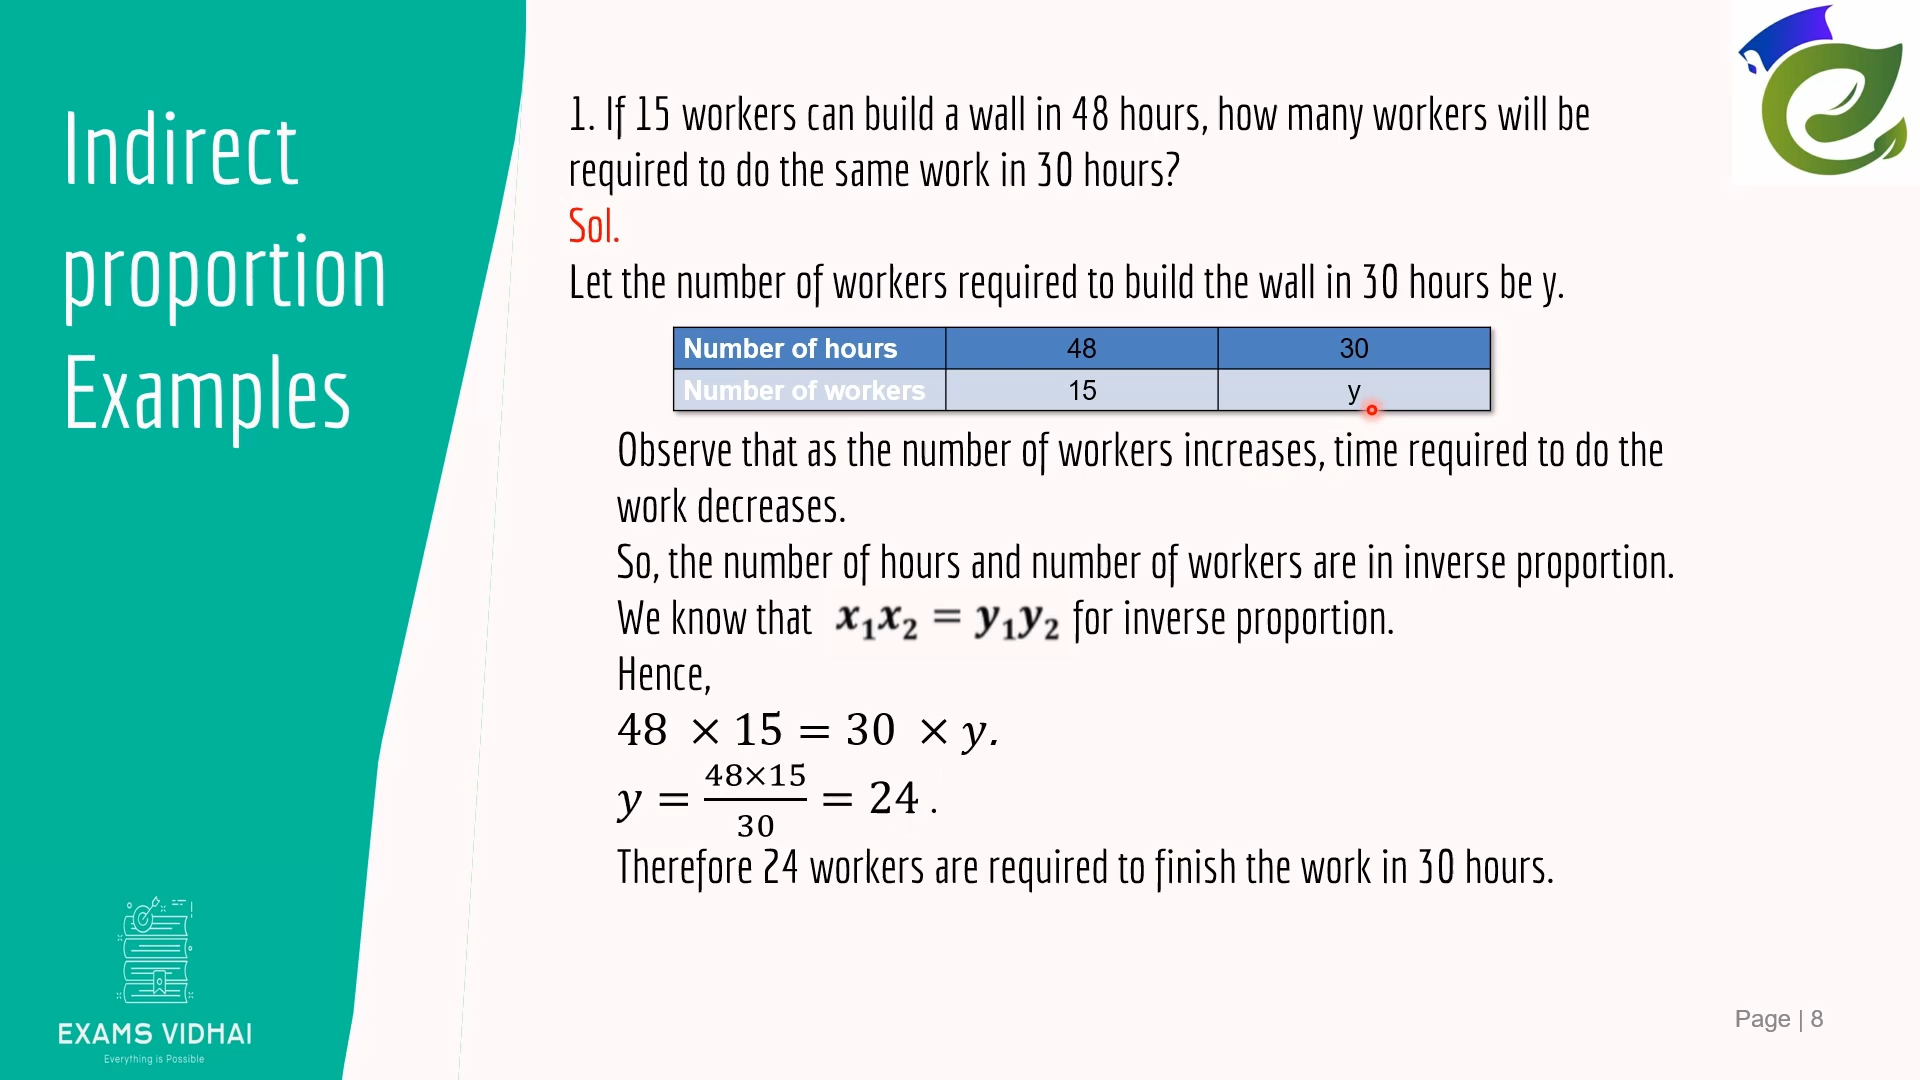 Indirect
proportion
Examples
1. If 15 workers can build a wall in 48 hours, how many workers will be
required to do the same work in 30 hours?
Sol.
Let the number of workers required to build the wall in 30 hours be y.
Number of hours 48 30
Number of workers 15 y
Observe that as the number of workers increases, time required to do the
work decreases.
So, the number of hours and number of workers are in inverse proportion.
We know that x₁x₂ = y₁y₂ for inverse proportion.
Hence,
48 × 15 = 30 × y.
y = 48×15/30 = 24 .
Therefore 24 workers are required to finish the work in 30 hours.
EXAMS VIDHAI
Everything is Possible
Page | 8